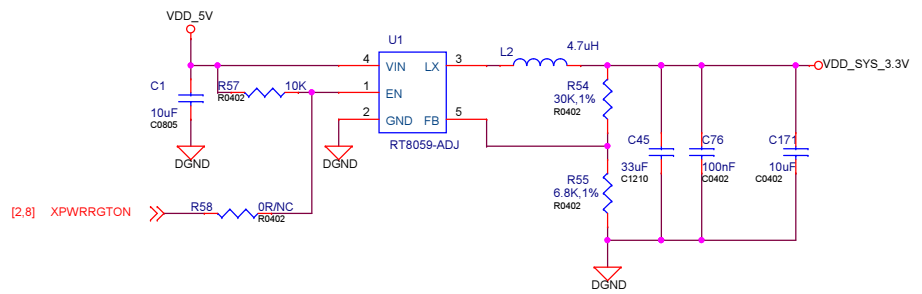 VDD_5V
U1
4 VIN LX 3
L2 4.7uH
VDD_SYS_3.3V
C1
10uF
C0805
R57 10K
R0402
1 EN
2 GND FB 5
RT8059-ADJ
R54
30K,1%
R0402
DGND
DGND
C45
33uF
C1210
C76
100nF
C0402
C171
10uF
C0402
R55
6.8K,1%
R0402
[2,8] XPWRRGTON
R58 0R/NC
R0402
DGND